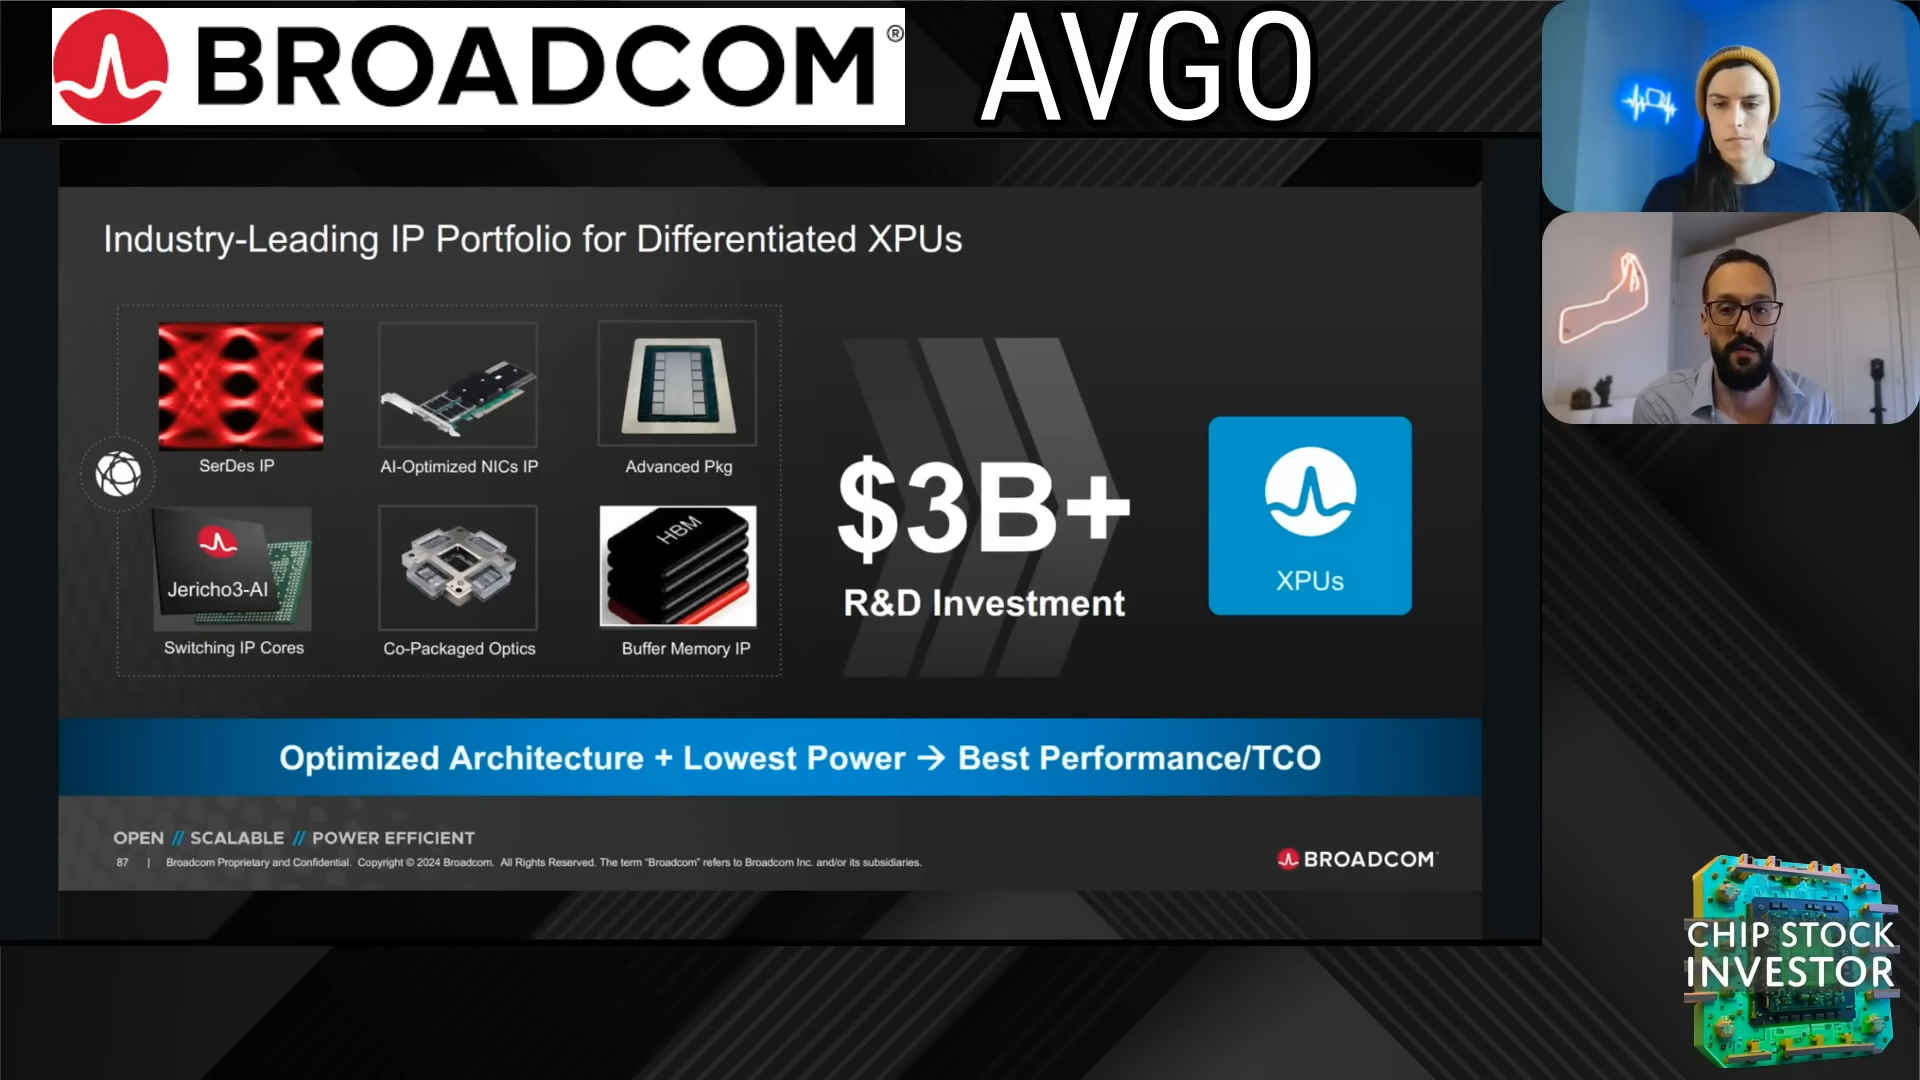 BROADCOM®
AVGO
Industry-Leading IP Portfolio for Differentiated XPUs
SerDes IP
AI-Optimized NICs IP
Advanced Pkg
Jericho3-AI
HBM
Switching IP Cores
Co-Packaged Optics
Buffer Memory IP
$3B+
R&D Investment
XPUs
Optimized Architecture + Lowest Power → Best Performance/TCO
OPEN // SCALABLE // POWER EFFICIENT
87 | Broadcom Proprietary and Confidential. Copyright © 2024 Broadcom. All Rights Reserved. The term “Broadcom” refers to Broadcom Inc. and/or its subsidiaries.
BROADCOM
CHIP STOCK
INVESTOR